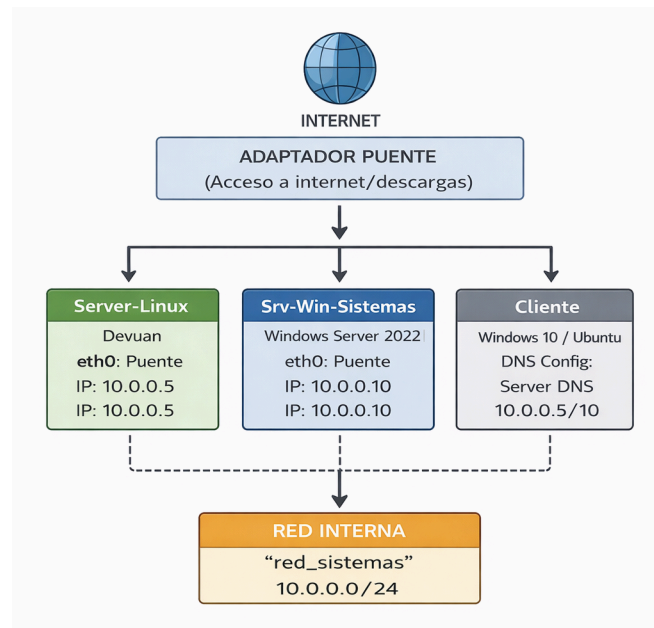 INTERNET
ADAPTADOR PUENTE
(Acceso a internet/descargas)
Server-Linux
Devuan
eth0: Puente
IP: 10.0.0.5
IP: 10.0.0.5
Srv-Win-Sistemas
Windows Server 2022
eth0: Puente
IP: 10.0.0.10
IP: 10.0.0.10
Cliente
Windows 10 / Ubuntu
DNS Config:
Server DNS
10.0.0.5/10
RED INTERNA
“red_sistemas”
10.0.0.0/24